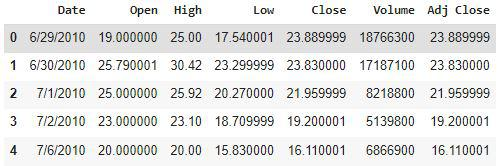 Date Open High Low Close Volume Adj Close
0 6/29/2010 19.000000 25.00 17.540001 23.889999 18766300 23.889999
1 6/30/2010 25.790001 30.42 23.299999 23.830000 17187100 23.830000
2 7/1/2010 25.000000 25.92 20.270000 21.959999 8218800 21.959999
3 7/2/2010 23.000000 23.10 18.709999 19.200001 5139800 19.200001
4 7/6/2010 20.000000 20.00 15.830000 16.110001 6866900 16.110001